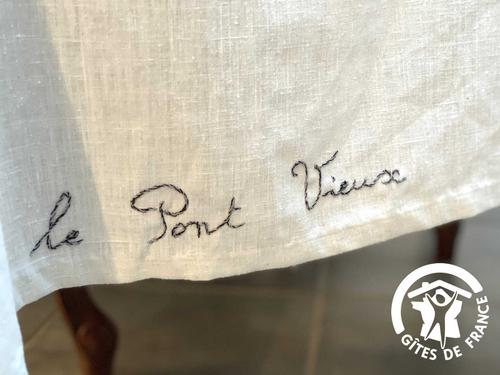 le Pont Vieux
GÎTES DE FRANCE